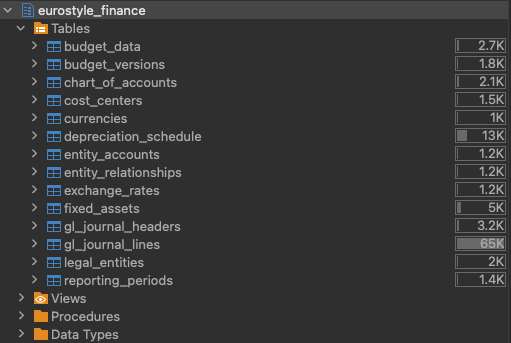 eurostyle_finance
Tables
budget_data 2.7K
budget_versions 1.8K
chart_of_accounts 2.1K
cost_centers 1.5K
currencies 1K
depreciation_schedule 13K
entity_accounts 1.2K
entity_relationships 1.2K
exchange_rates 1.2K
fixed_assets 5K
gl_journal_headers 3.2K
gl_journal_lines 65K
legal_entities 2K
reporting_periods 1.4K
Views
Procedures
Data Types